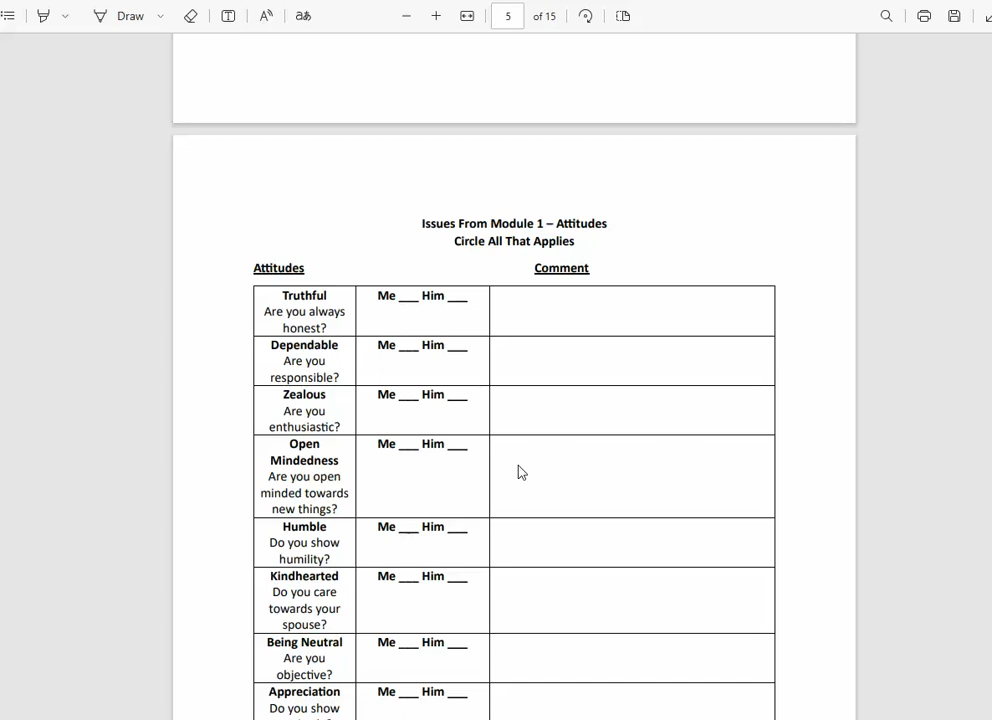 Draw
5 of 15
Issues From Module 1 – Attitudes
Circle All That Applies
Attitudes Comment
Truthful Me ___ Him ___
Are you always
honest?
Dependable Me ___ Him ___
Are you
responsible?
Zealous Me ___ Him ___
Are you
enthusiastic?
Open Me ___ Him ___
Mindedness
Are you open
minded towards
new things?
Humble Me ___ Him ___
Do you show
humility?
Kindhearted Me ___ Him ___
Do you care
towards your
spouse?
Being Neutral Me ___ Him ___
Are you
objective?
Appreciation Me ___ Him ___
Do you show